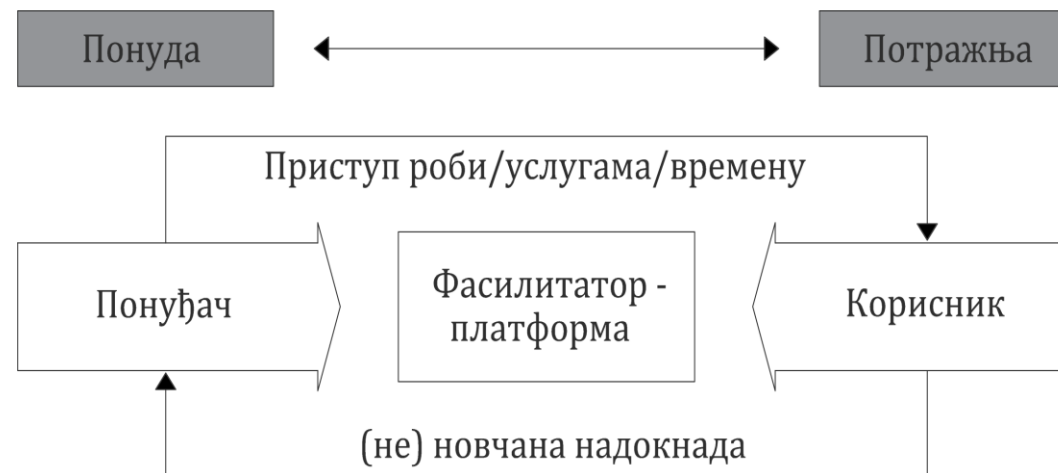 Понуда
Потражња
Приступ роби/услугама/времену
Понуђач
Фасилитатор -
платформа
Корисник
(не) новчана надокнада